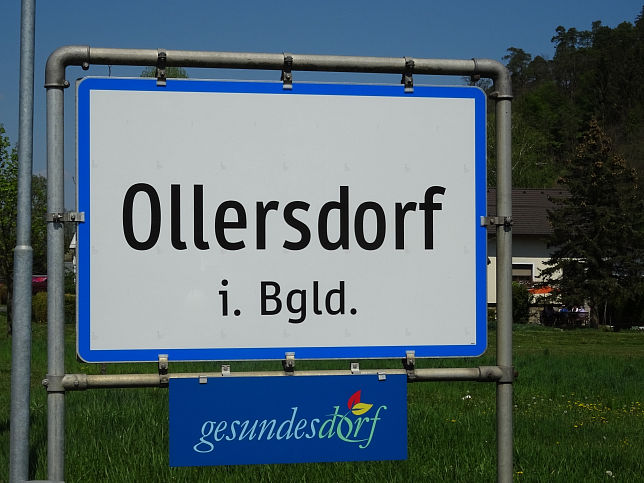 Ollersdorf
i. Bgld.
gesundesdorf